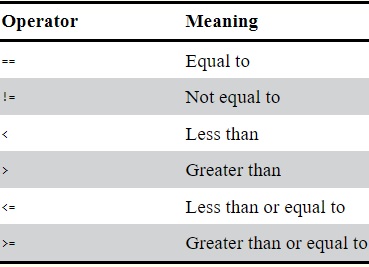 Operator Meaning
== Equal to
!= Not equal to
< Less than
> Greater than
<= Less than or equal to
>= Greater than or equal to